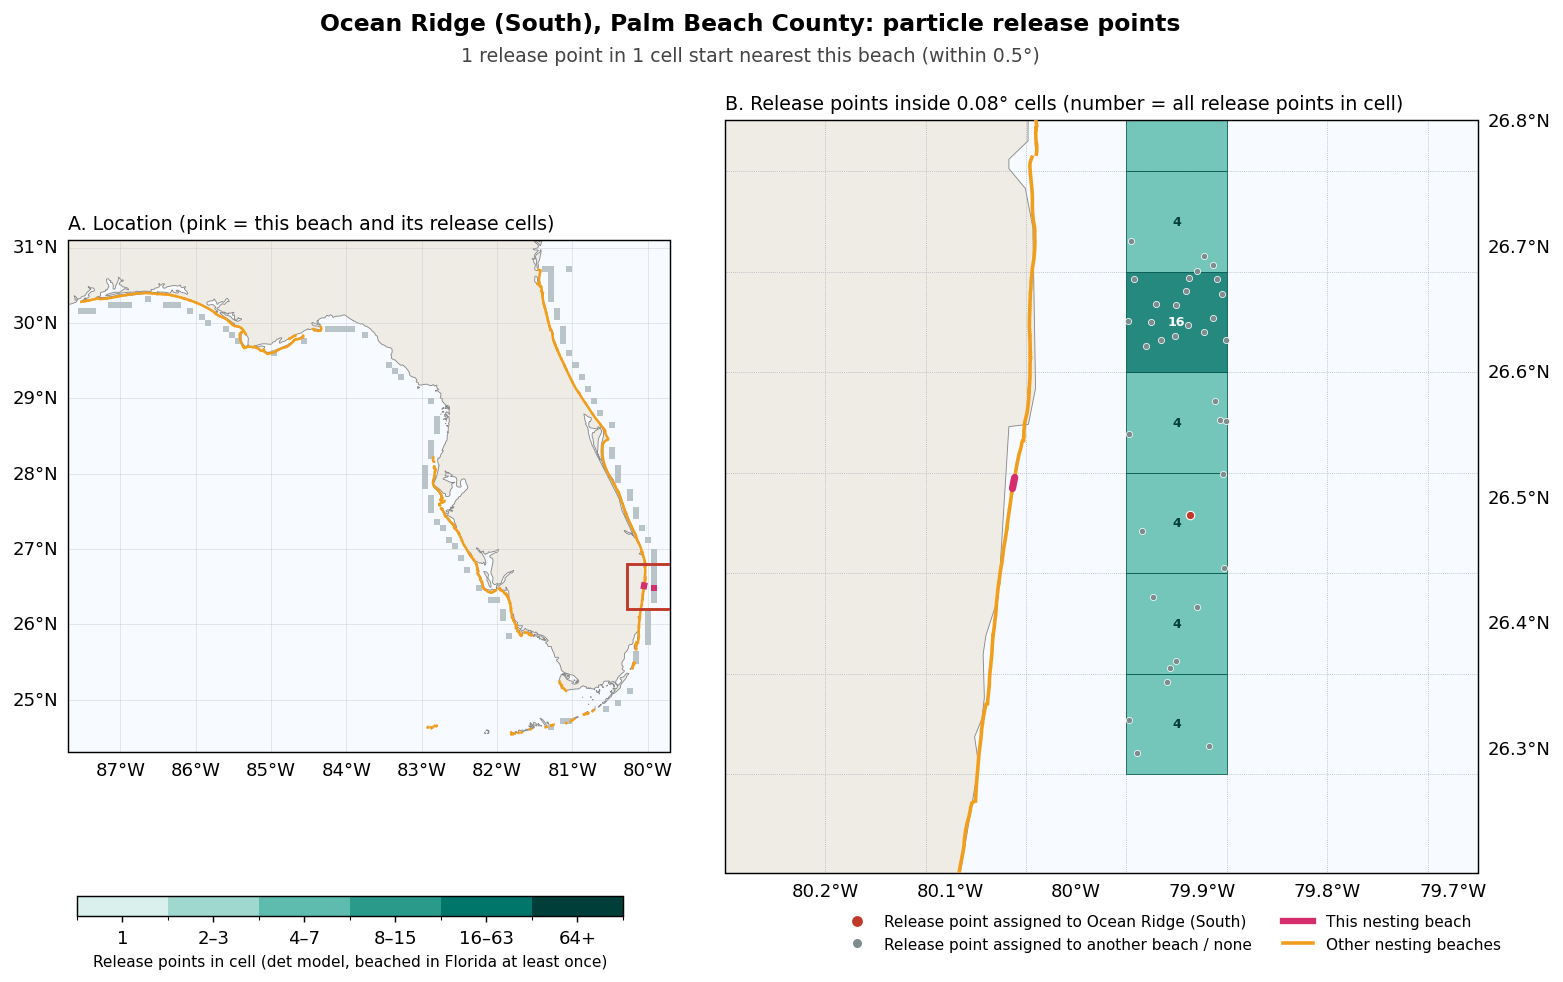 Ocean Ridge (South), Palm Beach County: particle release points
1 release point in 1 cell start nearest this beach (within 0.5°)
A. Location (pink = this beach and its release cells)
31°N
30°N
29°N
28°N
27°N
26°N
25°N
87°W 86°W 85°W 84°W 83°W 82°W 81°W 80°W
1 2–3 4–7 8–15 16–63 64+
Release points in cell (det model, beached in Florida at least once)
B. Release points inside 0.08° cells (number = all release points in cell)
26.8°N
4
26.7°N
16
26.6°N
4
26.5°N
4
26.4°N
4
4
26.3°N
80.2°W 80.1°W 80°W 79.9°W 79.8°W 79.7°W
Release point assigned to Ocean Ridge (South)
Release point assigned to another beach / none
This nesting beach
Other nesting beaches